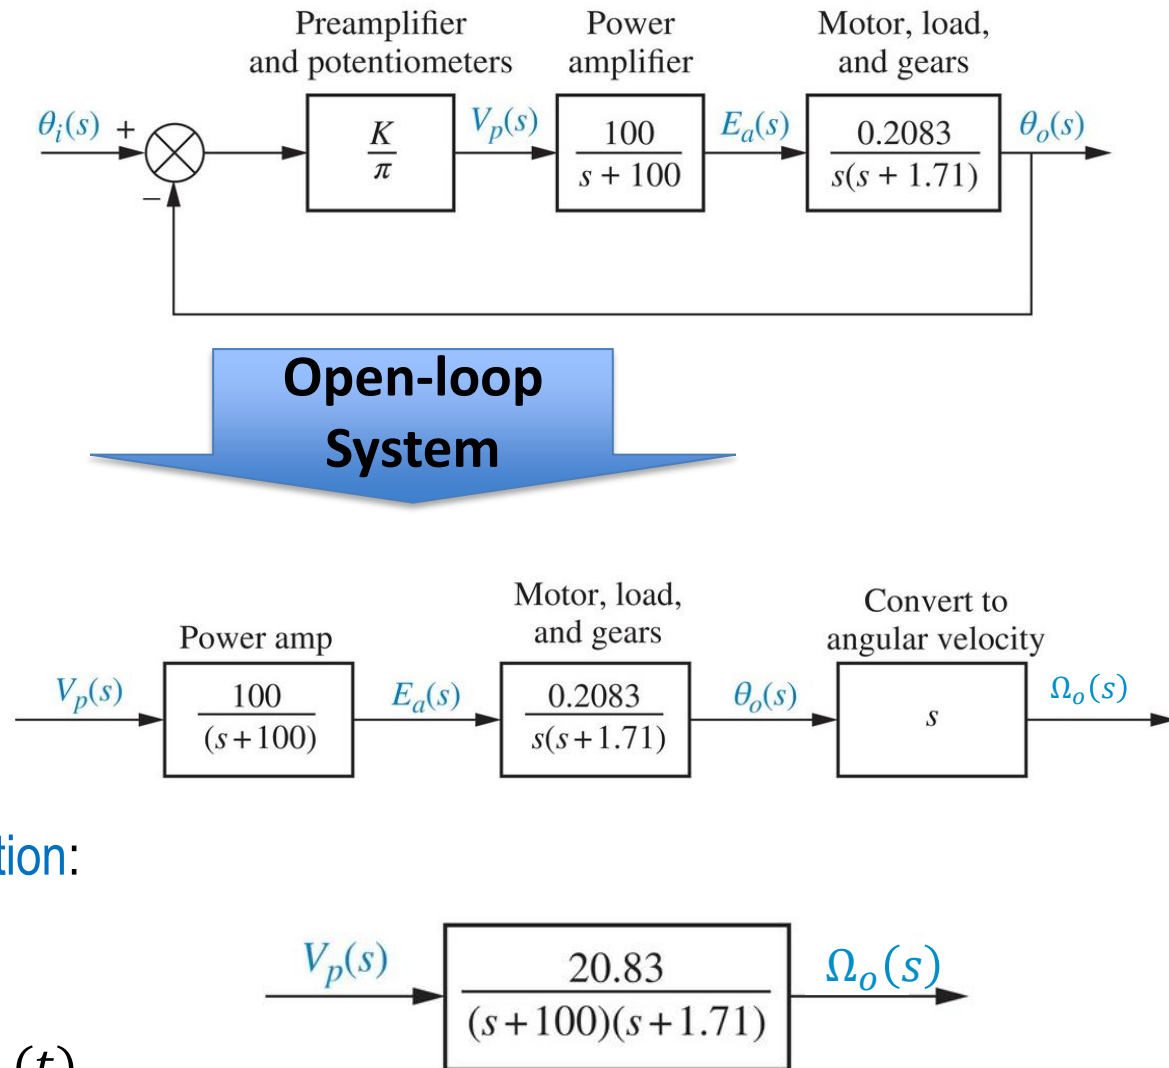 Preamplifier
and potentiometers
Power
amplifier
Motor, load,
and gears
θᵢ(s) +
−
K
π
Vₚ(s)
100
s + 100
Eₐ(s)
0.2083
s(s + 1.71)
θₒ(s)
Open-loop
System
Power amp
Motor, load,
and gears
Convert to
angular velocity
Vₚ(s)
100
(s+100)
Eₐ(s)
0.2083
s(s+1.71)
θₒ(s)
s
Ωₒ(s)
tion:
Vₚ(s)
20.83
(s+100)(s+1.71)
Ωₒ(s)
(t)